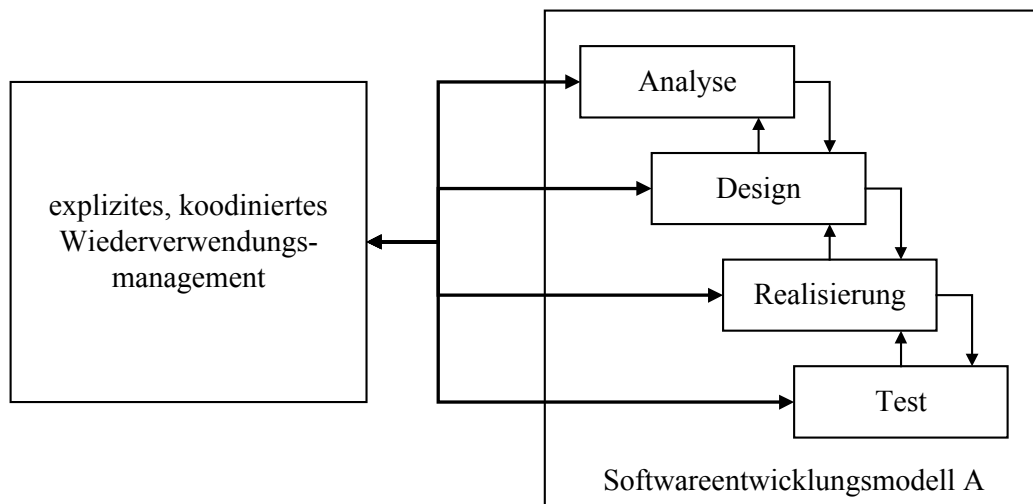 explizites, koodiniertes
Wiederverwendungs-
management
Analyse
Design
Realisierung
Test
Softwareentwicklungsmodell A